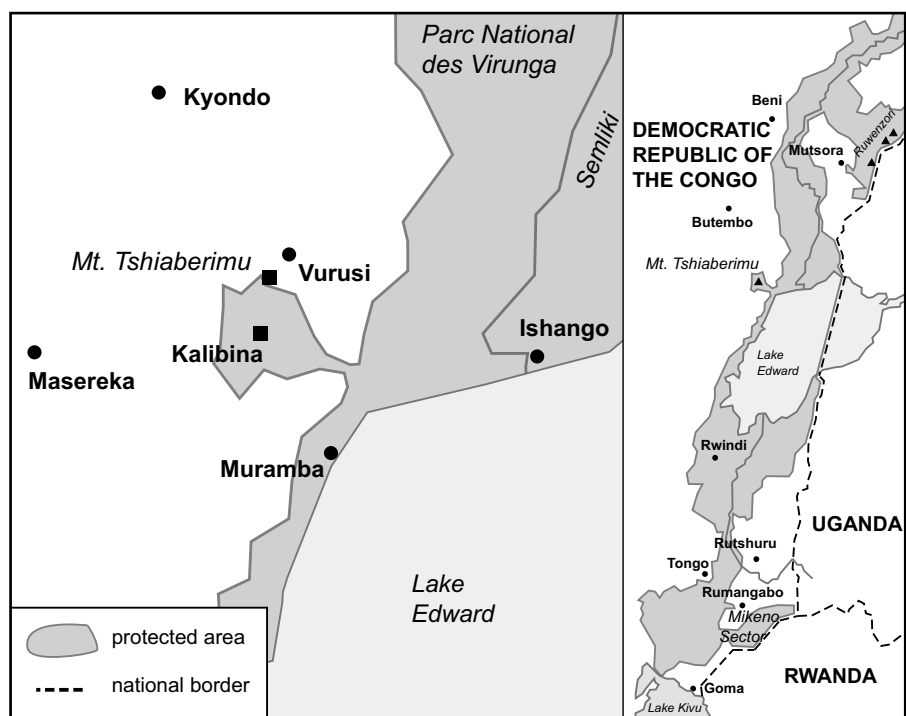 Parc National
des Virunga
Kyondo
Semliki
Mt. Tshiaberimu
Vurusi
Kalibina
Ishango
Masereka
Muramba
Lake
Edward
protected area
national border
Beni
DEMOCRATIC
REPUBLIC OF
THE CONGO
Ruwenzori
Mutsora
Butembo
Mt. Tshiaberimu
Lake
Edward
Rwindi
UGANDA
Rutshuru
Tongo
Rumangabo
Mikeno
Sector
RWANDA
Goma
Lake Kivu